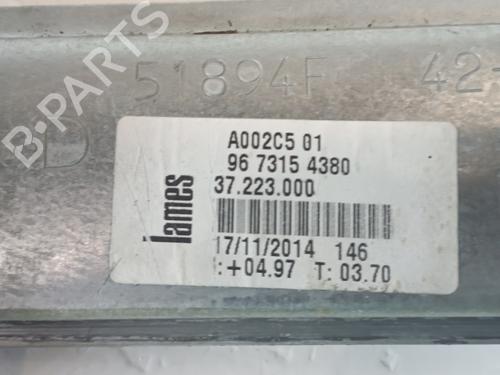 51894F 42-
D
A002C5 01
96 7315 4380
37.223.000
17/11/2014 146
:+04.97 T: 03.70
lames
B-PARTS